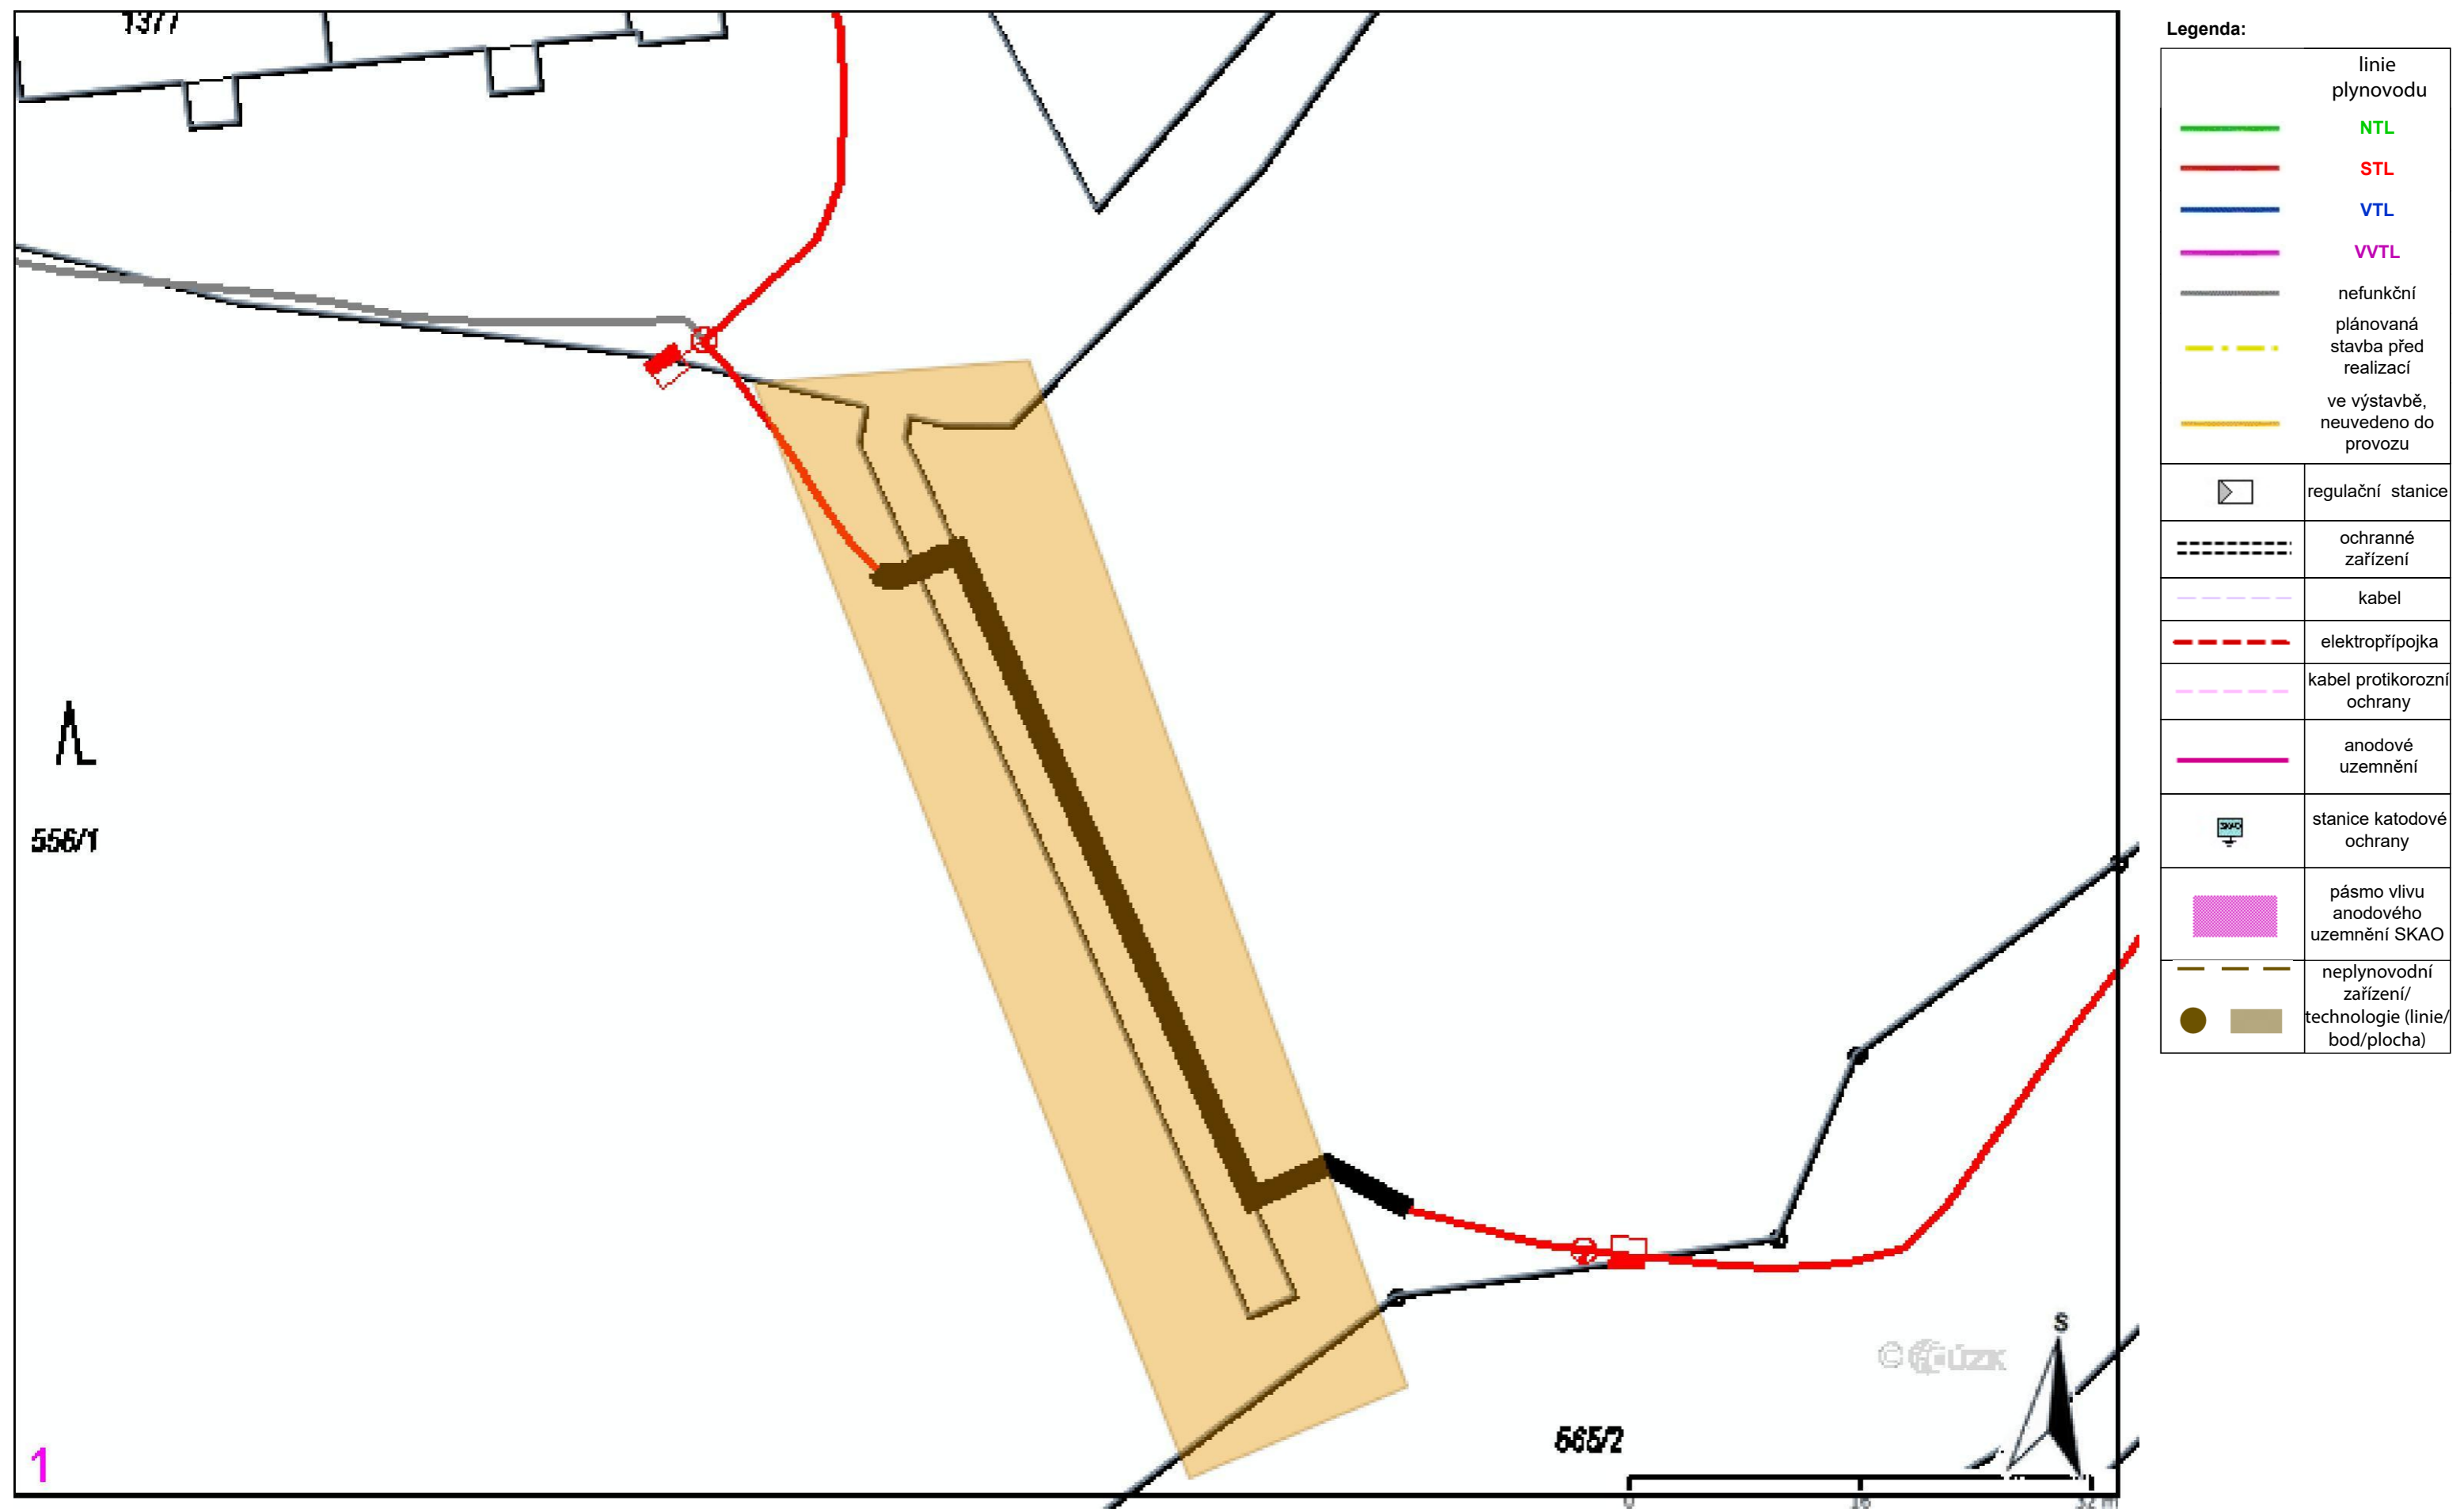 1377
556/1
1
565/2
S
©
ČÚZK
0
16
32 m
Legenda:
linie
plynovodu
NTL
STL
VTL
VVTL
nefunkční
plánovaná
stavba před
realizací
ve výstavbě,
neuvedeno do
provozu
regulační stanice
ochranné
zařízení
kabel
elektropřípojka
kabel protikorozní
ochrany
anodové
uzemnění
SKAO
stanice katodové
ochrany
pásmo vlivu
anodového
uzemnění SKAO
neplynovodní
zařízení/
technologie (linie/
bod/plocha)